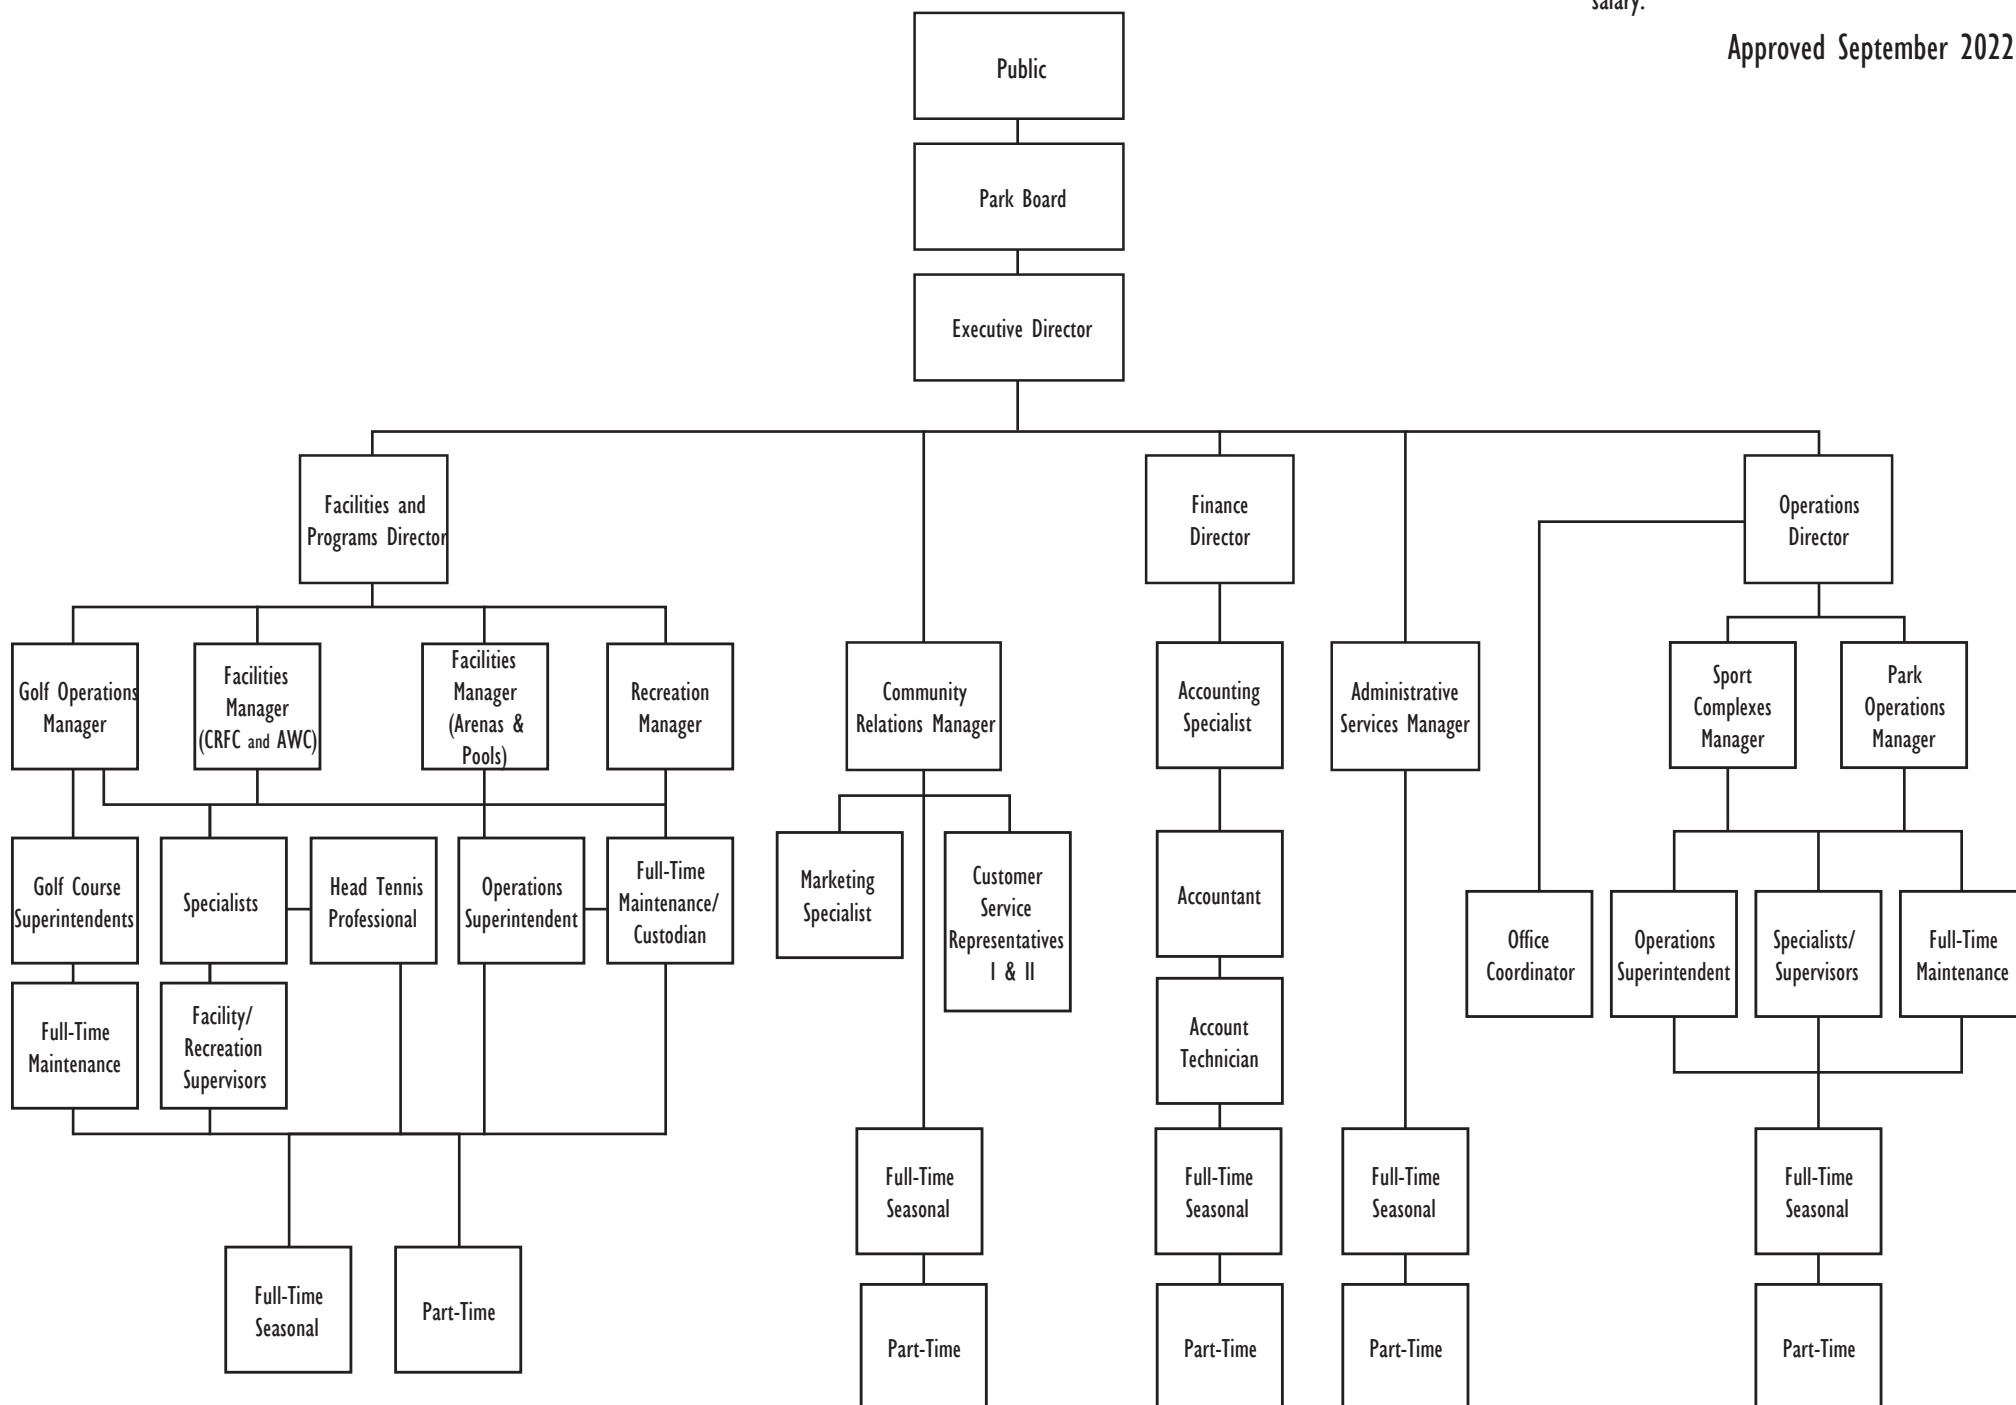 salary.
Approved September 2022
Public
Park Board
Executive Director
Facilities and
Programs Director
Finance
Director
Operations
Director
Golf Operations
Manager
Facilities
Manager
(CRFC and AWC)
Facilities
Manager
(Arenas &
Pools)
Recreation
Manager
Community
Relations Manager
Accounting
Specialist
Administrative
Services Manager
Sport
Complexes
Manager
Park
Operations
Manager
Golf Course
Superintendents
Specialists
Head Tennis
Professional
Operations
Superintendent
Full-Time
Maintenance/
Custodian
Marketing
Specialist
Customer
Service
Representatives
I & II
Accountant
Office
Coordinator
Operations
Superintendent
Specialists/
Supervisors
Full-Time
Maintenance
Full-Time
Maintenance
Facility/
Recreation
Supervisors
Account
Technician
Full-Time
Seasonal
Full-Time
Seasonal
Full-Time
Seasonal
Full-Time
Seasonal
Full-Time
Seasonal
Part-Time
Part-Time
Part-Time
Part-Time
Part-Time